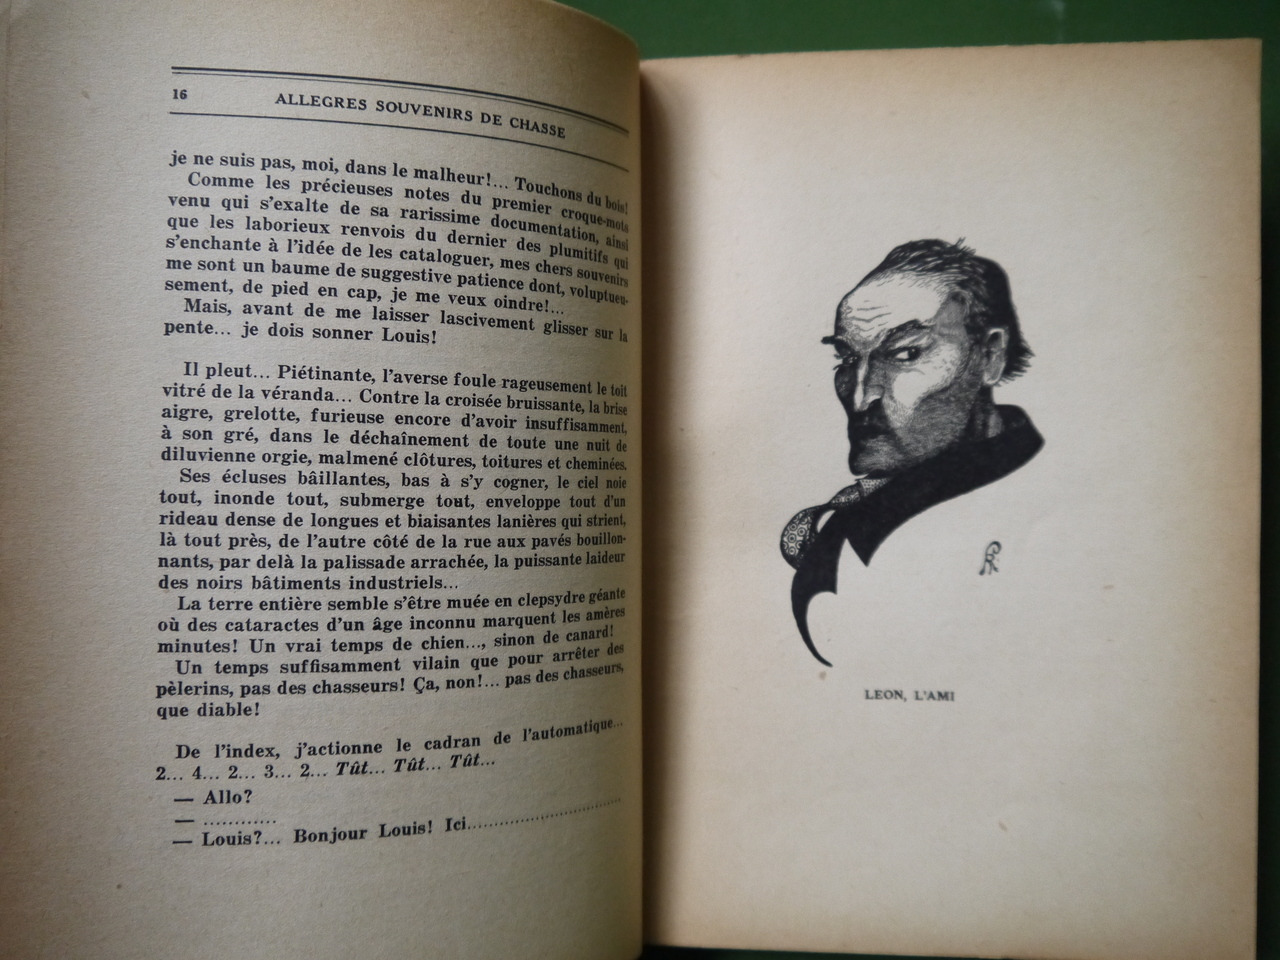 16
ALLEGRES SOUVENIRS DE CHASSE
je ne suis pas, moi, dans le malheur!... Touchons du bois!
Comme les précieuses notes du premier croque-mots
venu qui s'exalte de sa rarissime documentation, ainsi
que les laborieux renvois du dernier des plumitifs qui
s'enchante à l'idée de les cataloguer, mes chers souvenirs
me sont un baume de suggestive patience dont, voluptueu-
sement, de pied en cap, je me veux oindre!...
Mais, avant de me laisser lascivement glisser sur la
pente... je dois sonner Louis!
Il pleut... Piétinante, l'averse foule rageusement le toit
vitré de la véranda... Contre la croisée bruissante, la brise
aigre, grelotte, furieuse encore d'avoir insuffisamment,
à son gré, dans le déchaînement de toute une nuit de
diluvienne orgie, malmené clôtures, toitures et cheminées.
Ses écluses bâillantes, bas à s'y cogner, le ciel noie
tout, inonde tout, submerge tout, enveloppe tout d'un
rideau dense de longues et biaisantes lanières qui strient,
là tout près, de l'autre côté de la rue aux pavés bouillon-
nants, par delà la palissade arrachée, la puissante laideur
des noirs bâtiments industriels...
La terre entière semble s'être muée en clepsydre géante
où des cataractes d'un âge inconnu marquent les amères
minutes! Un vrai temps de chien..., sinon de canard!
Un temps suffisamment vilain que pour arrêter des
pèlerins, pas des chasseurs! Ça, non!... pas des chasseurs,
que diable!
De l'index, j'actionne le cadran de l'automatique...
2... 4... 2... 3... 2... Tût... Tût... Tût...
— Allo?
— ............
— Louis?... Bonjour Louis! Ici.........................
LEON, L'AMI